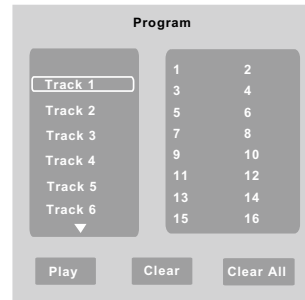 Program
Track 1
Track 2
Track 3
Track 4
Track 5
Track 6
1 2
3 4
5 6
7 8
9 10
11 12
13 14
15 16
Play Clear Clear All